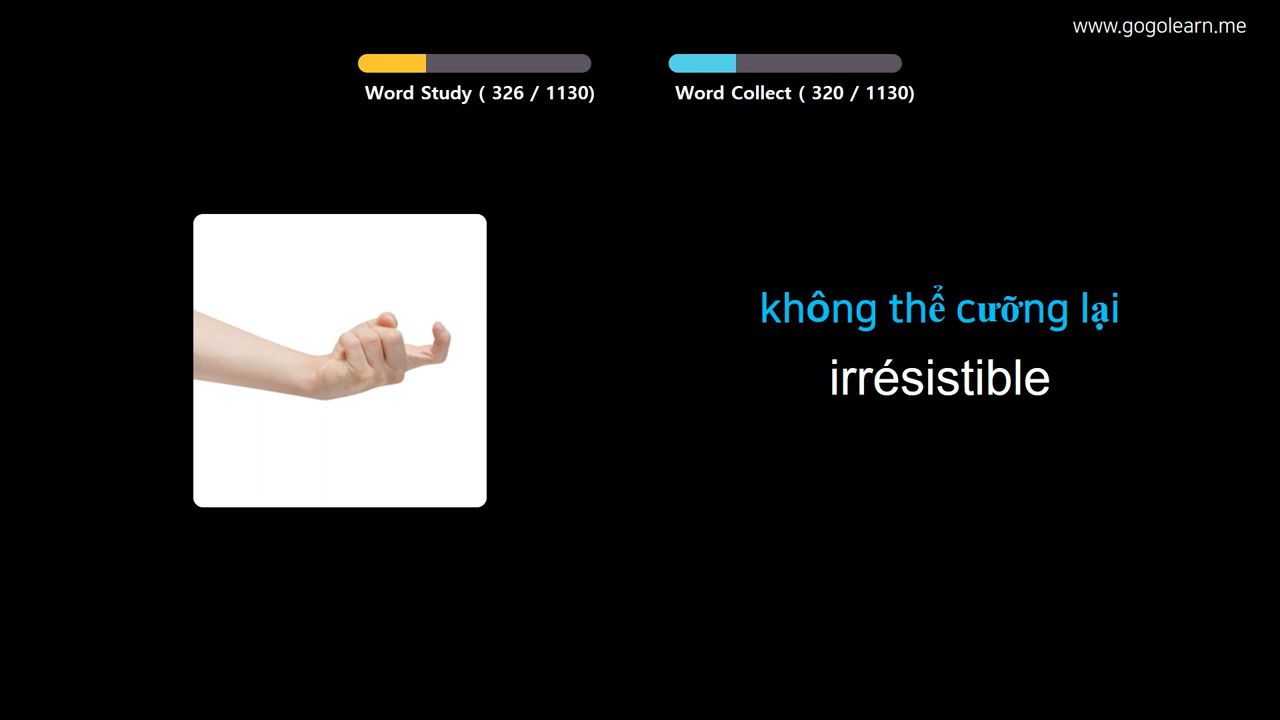 www.gogolearn.me
Word Study ( 326 / 1130)
Word Collect ( 320 / 1130)
không thể cưỡng lại
irrésistible